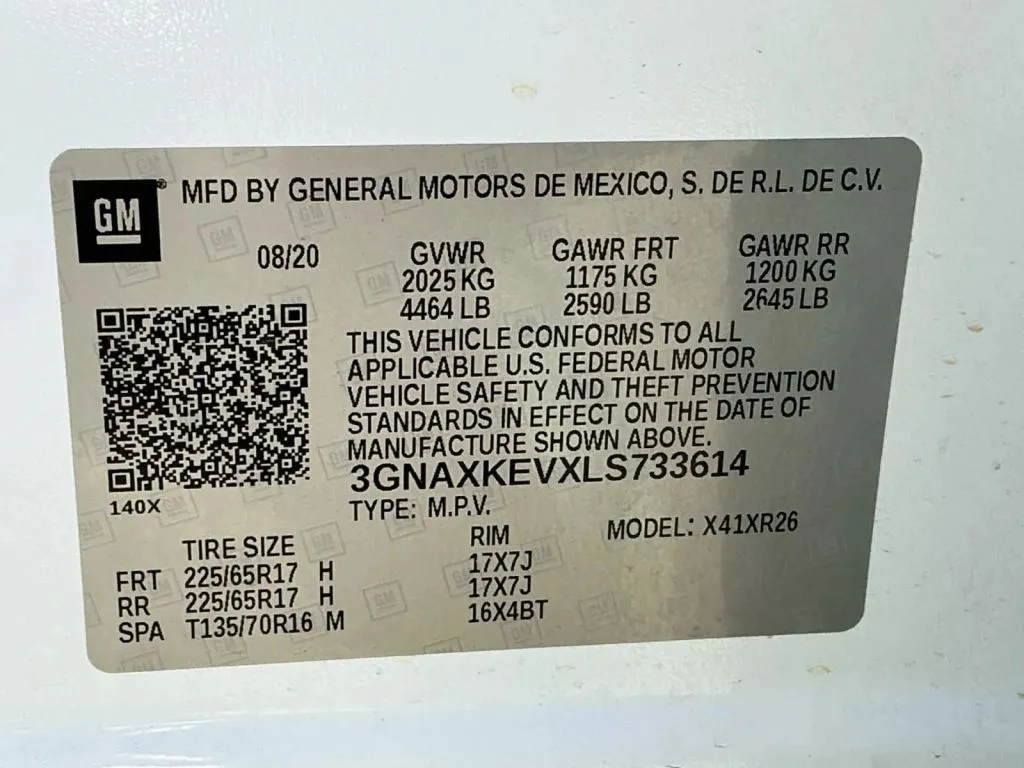 GM® MFD BY GENERAL MOTORS DE MEXICO, S. DE R.L. DE C.V.
08/20 GVWR GAWR FRT GAWR RR
2025 KG 1175 KG 1200 KG
4464 LB 2590 LB 2645 LB
THIS VEHICLE CONFORMS TO ALL
APPLICABLE U.S. FEDERAL MOTOR
VEHICLE SAFETY AND THEFT PREVENTION
STANDARDS IN EFFECT ON THE DATE OF
MANUFACTURE SHOWN ABOVE.
3GNAXKEVXLS733614
140X TYPE: M.P.V. MODEL: X41XR26
TIRE SIZE RIM
FRT 225/65R17 H 17X7J
RR 225/65R17 H 17X7J
SPA T135/70R16 M 16X4BT